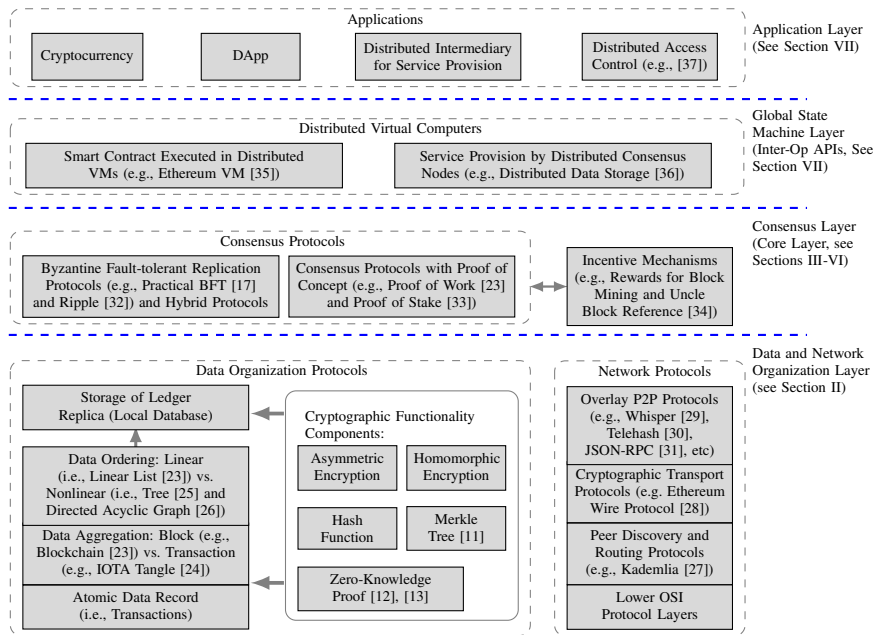 Applications
Cryptocurrency
DApp
Distributed Intermediary
for Service Provision
Distributed Access
Control (e.g., [37])
Application Layer
(See Section VII)
Distributed Virtual Computers
Smart Contract Executed in Distributed
VMs (e.g., Ethereum VM [35])
Service Provision by Distributed Consensus
Nodes (e.g., Distributed Data Storage [36])
Global State
Machine Layer
(Inter-Op APIs, See
Section VII)
Consensus Protocols
Byzantine Fault-tolerant Replication
Protocols (e.g., Practical BFT [17]
and Ripple [32]) and Hybrid Protocols
Consensus Protocols with Proof of
Concept (e.g., Proof of Work [23]
and Proof of Stake [33])
Incentive Mechanisms
(e.g., Rewards for Block
Mining and Uncle
Block Reference [34])
Consensus Layer
(Core Layer, see
Sections III-VI)
Data Organization Protocols
Storage of Ledger
Replica (Local Database)
Data Ordering: Linear
(i.e., Linear List [23]) vs.
Nonlinear (i.e., Tree [25] and
Directed Acyclic Graph [26]
Data Aggregation: Block (e.g.,
Blockchain [23]) vs. Transaction
(e.g., IOTA Tangle [24])
Atomic Data Record
(i.e., Transactions)
Cryptographic Functionality
Components:
Asymmetric
Encryption
Homomorphic
Encryption
Hash
Function
Merkle
Tree [11]
Zero-Knowledge
Proof [12], [13]
Network Protocols
Overlay P2P Protocols
(e.g., Whisper [29],
Telehash [30],
JSON-RPC [31], etc)
Cryptographic Transport
Protocols (e.g. Ethereum
Wire Protocol [28])
Peer Discovery and
Routing Protocols
(e.g., Kademlia [27])
Lower OSI
Protocol Layers
Data and Network
Organization Layer
(see Section II)